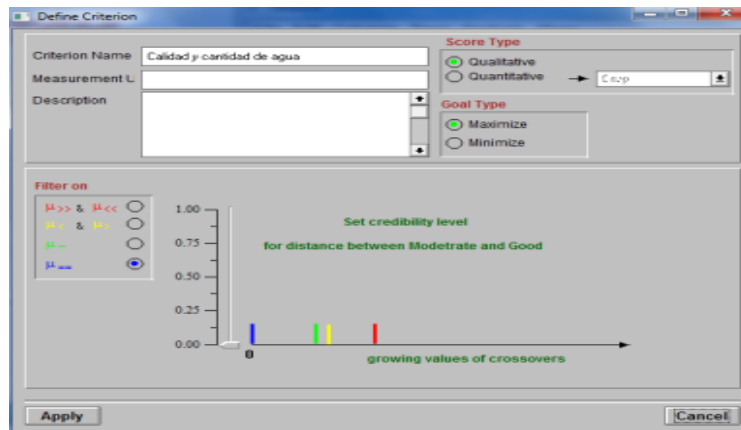 Define Criterion
Criterion Name Calidad y cantidad de agua
Measurement U
Description
Score Type
Qualitative
Quantitative
Crisp
Goal Type
Maximize
Minimize
Filter on
μ>> & μ<<
μ< & μ>
μ~
μ==
1.00
0.75
0.50
0.25
0.00
Set credibility level
for distance between Modetrate and Good
0
growing values of crossovers
Apply
Cancel